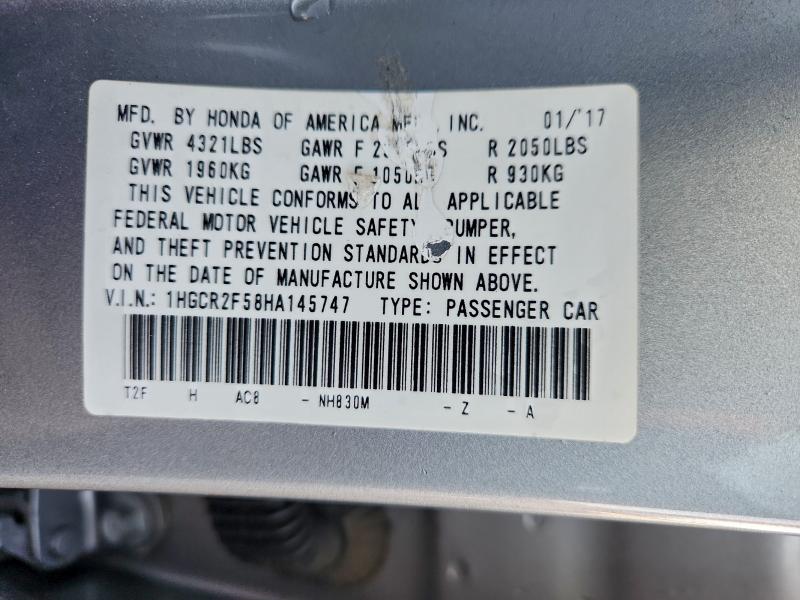 MFD. BY HONDA OF AMERICA INC. 01/'17
GVWR 4321LBS GAWR F R 2050LBS
GVWR 1960KG GAWR F R 930KG
THIS VEHICLE CONFORMS TO ALL APPLICABLE
FEDERAL MOTOR VEHICLE SAFETY, BUMPER,
AND THEFT PREVENTION STANDARDS IN EFFECT
ON THE DATE OF MANUFACTURE SHOWN ABOVE.
V.I.N.: 1HGCR2F58HA145747 TYPE: PASSENGER CAR
T2F H AC8 - NH830M - Z - A